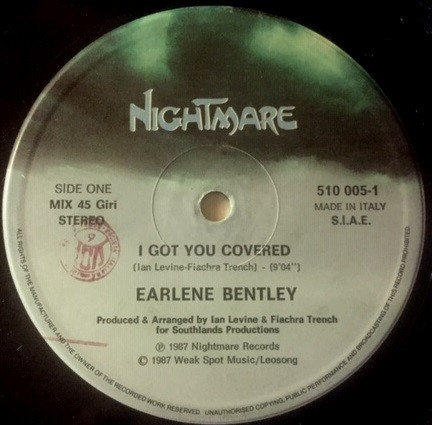 NIGHTMARE
SIDE ONE
MIX 45 Giri
STEREO
510 005-1
MADE IN ITALY
S.I.A.E.
9
I GOT YOU COVERED
(Ian Levine-Fiachra Trench) - (9'04'')
EARLENE BENTLEY
Produced & Arranged by Ian Levine & Fiachra Trench
for Southlands Productions
℗ 1987 Nightmare Records
© 1987 Weak Spot Music/Leosong
ALL RIGHTS OF THE MANUFACTURER AND THE OWNER OF THE RECORDED WORK RESERVED. UNAUTHORISED COPYING, PUBLIC PERFORMANCE AND BROADCASTING OF THIS RECORD PROHIBITED.